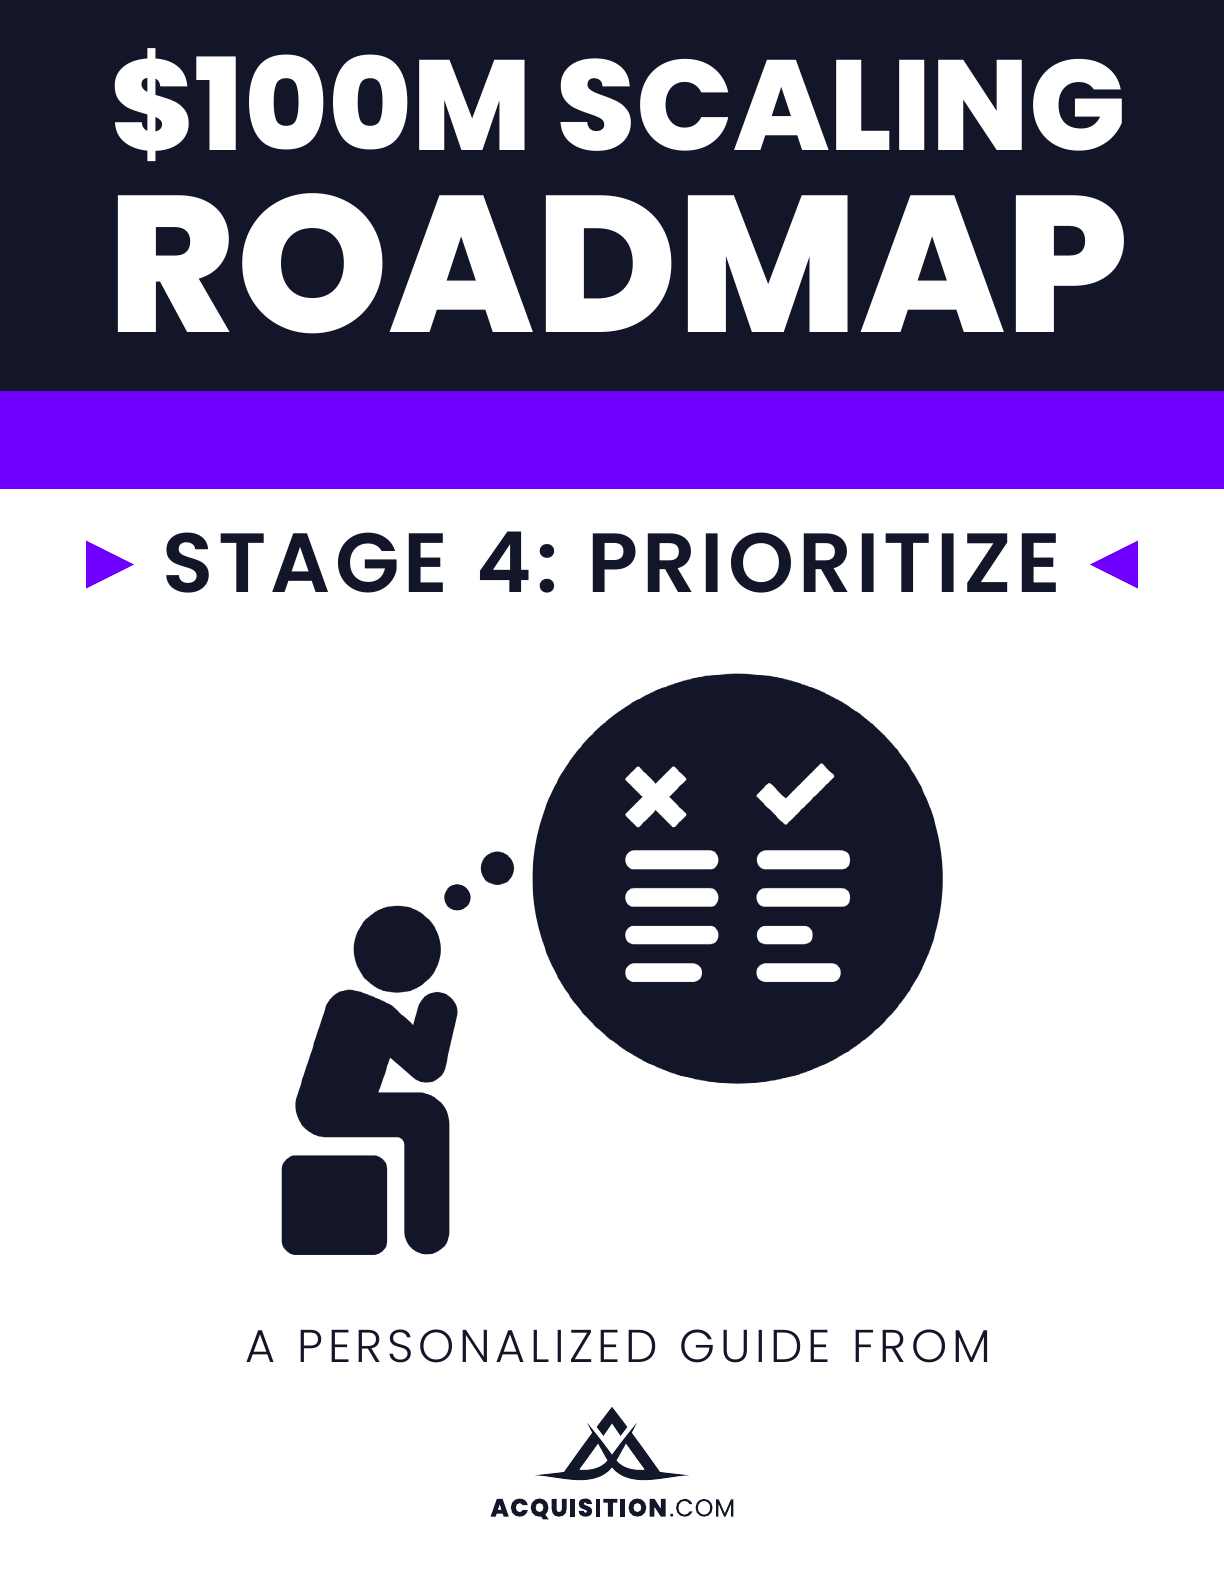 $100M SCALING
ROADMAP
STAGE 4: PRIORITIZE
A PERSONALIZED GUIDE FROM
ACQUISITION.COM